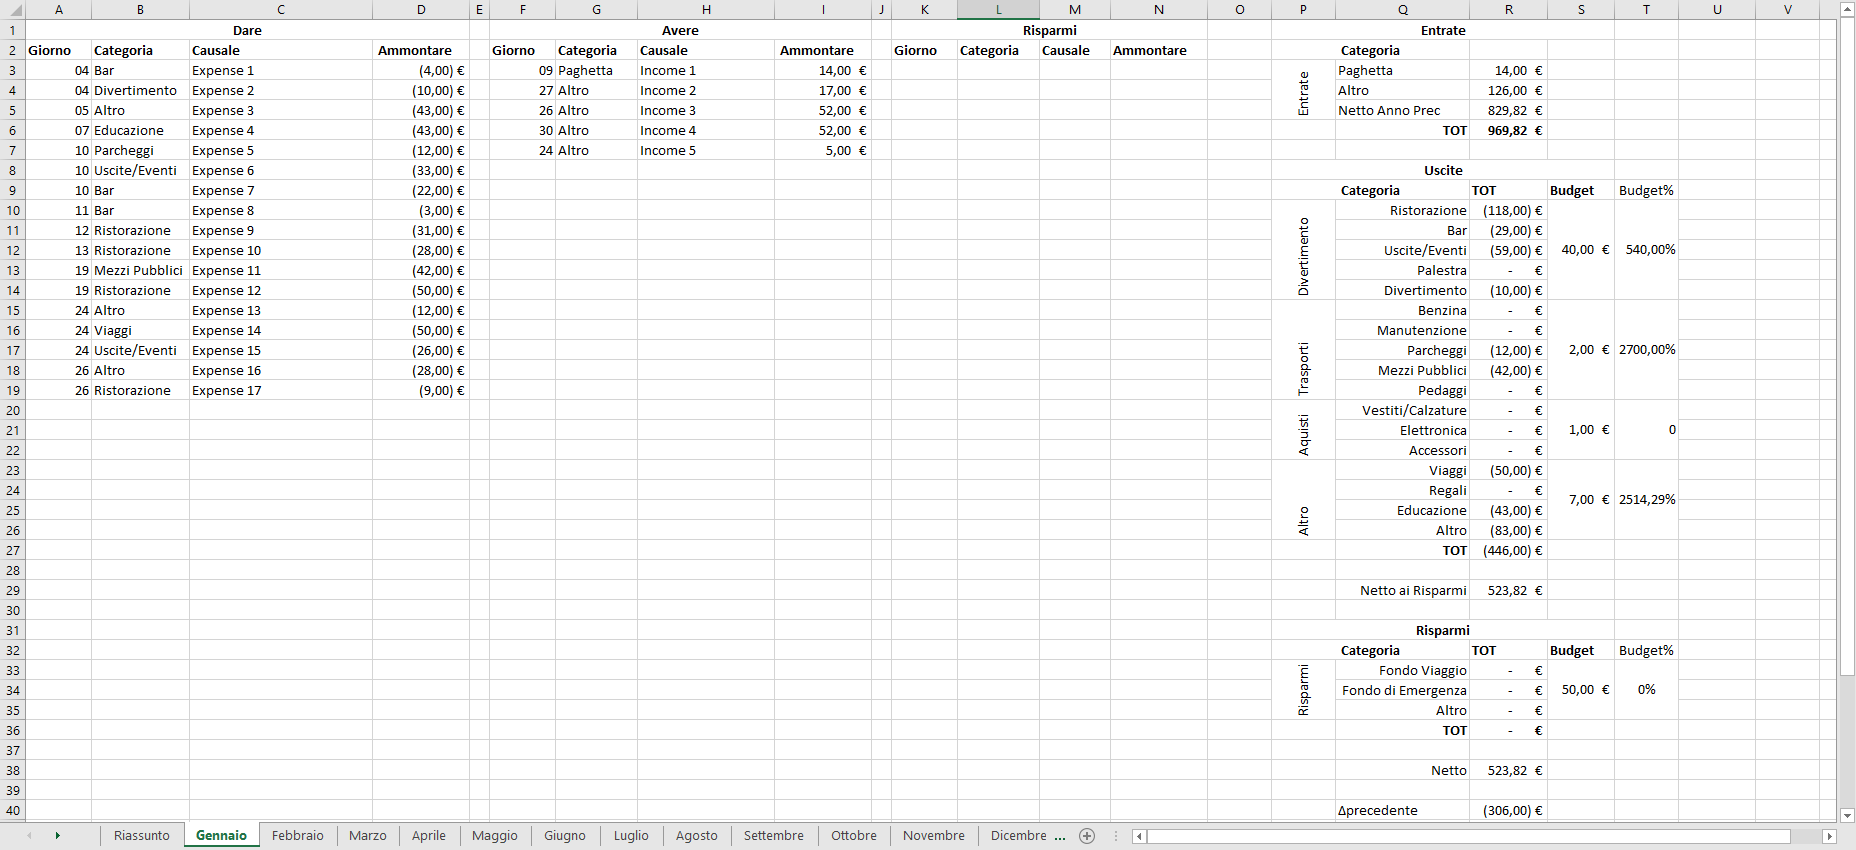 A B C D E F G H I J K L M N O P Q R S T U V
1 Dare Avere Risparmi Entrate
2 Giorno Categoria Causale Ammontare Giorno Categoria Causale Ammontare Giorno Categoria Causale Ammontare Categoria
3 04 Bar Expense 1 (4,00) € 09 Paghetta Income 1 14,00 € Entrate Paghetta 14,00 €
4 04 Divertimento Expense 2 (10,00) € 27 Altro Income 2 17,00 € Altro 126,00 €
5 05 Altro Expense 3 (43,00) € 26 Altro Income 3 52,00 € Netto Anno Prec 829,82 €
6 07 Educazione Expense 4 (43,00) € 30 Altro Income 4 52,00 € TOT 969,82 €
7 10 Parcheggi Expense 5 (12,00) € 24 Altro Income 5 5,00 €
8 10 Uscite/Eventi Expense 6 (33,00) € Uscite
9 10 Bar Expense 7 (22,00) € Categoria TOT Budget Budget%
10 11 Bar Expense 8 (3,00) € Divertimento Ristorazione (118,00) €
11 12 Ristorazione Expense 9 (31,00) € Bar (29,00) €
12 13 Ristorazione Expense 10 (28,00) € Uscite/Eventi (59,00) € 40,00 € 540,00%
13 19 Mezzi Pubblici Expense 11 (42,00) € Palestra - €
14 19 Ristorazione Expense 12 (50,00) € Divertimento (10,00) €
15 24 Altro Expense 13 (12,00) € Trasporti Benzina - €
16 24 Viaggi Expense 14 (50,00) € Manutenzione - €
17 24 Uscite/Eventi Expense 15 (26,00) € Parcheggi (12,00) € 2,00 € 2700,00%
18 26 Altro Expense 16 (28,00) € Mezzi Pubblici (42,00) €
19 26 Ristorazione Expense 17 (9,00) € Pedaggi - €
20 Aquisti Vestiti/Calzature - €
21 Elettronica - € 1,00 € 0
22 Accessori - €
23 Altro Viaggi (50,00) €
24 Regali - € 7,00 € 2514,29%
25 Educazione (43,00) €
26 Altro (83,00) €
27 TOT (446,00) €
28
29 Netto ai Risparmi 523,82 €
30
31 Risparmi
32 Categoria TOT Budget Budget%
33 Risparmi Fondo Viaggio - €
34 Fondo di Emergenza - € 50,00 € 0%
35 Altro - €
36 TOT - €
37
38 Netto 523,82 €
39
40 Δprecedente (306,00) €
Riassunto Gennaio Febbraio Marzo Aprile Maggio Giugno Luglio Agosto Settembre Ottobre Novembre Dicembre ...